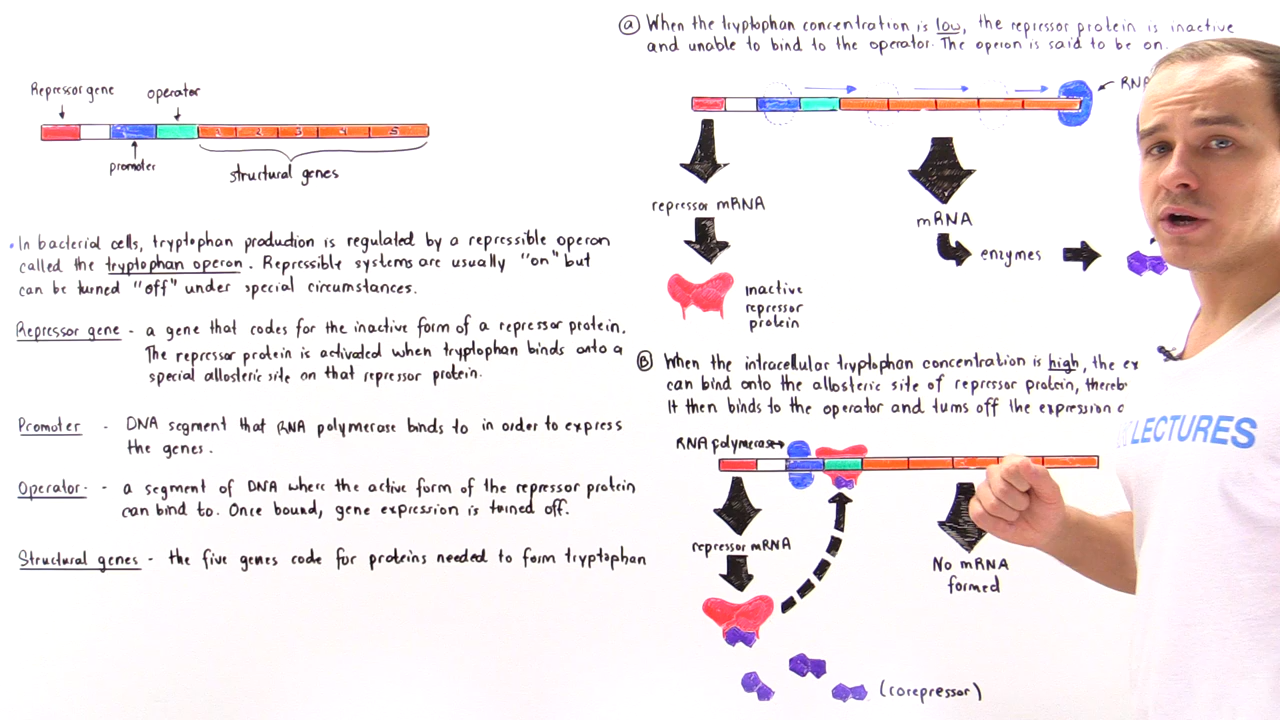 Repressor gene
operator
1 2 3 4 5
promoter
structural genes
• In bacterial cells, tryptophan production is regulated by a repressible operon
called the tryptophan operon. Repressible systems are usually "on" but
can be turned "off" under special circumstances.
Repressor gene - a gene that codes for the inactive form of a repressor protein.
The repressor protein is activated when tryptophan binds onto a
special allosteric site on that repressor protein.
Promoter - DNA segment that RNA polymerase binds to in order to express
the genes.
Operator - a segment of DNA where the active form of the repressor protein
can bind to. Once bound, gene expression is turned off.
Structural genes - the five genes code for proteins needed to form tryptophan
(a) When the tryptophan concentration is low, the repressor protein is inactive
and unable to bind to the operator. The operon is said to be on.
RNA
repressor mRNA
mRNA
enzymes
inactive
repressor
protein
(B) When the intracellular tryptophan concentration is high, the
can bind onto the allosteric site of repressor protein,
It then binds to the operator and turns off the expression
RNA polymerase
repressor mRNA
No mRNA
formed
(corepressor)
LECTURES